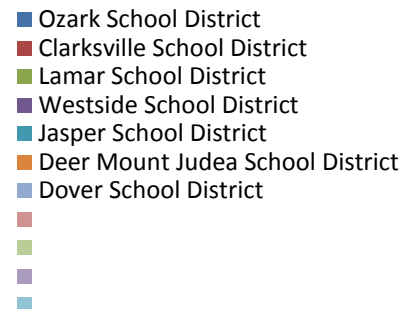 Ozark School District
Clarksville School District
Lamar School District
Westside School District
Jasper School District
Deer Mount Judea School District
Dover School District